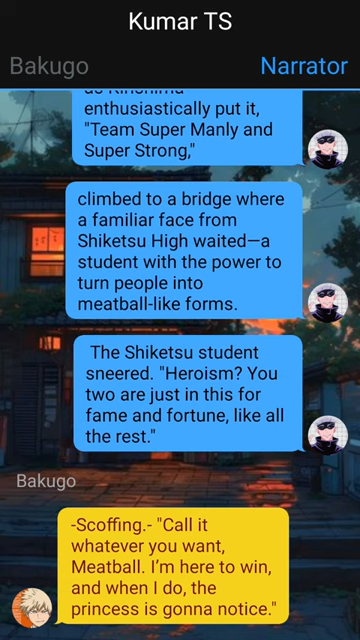 Kumar TS
Bakugo
Narrator
as Kirishima
enthusiastically put it,
"Team Super Manly and
Super Strong,"
climbed to a bridge where
a familiar face from
Shiketsu High waited—a
student with the power to
turn people into
meatball-like forms.
The Shiketsu student
sneered. "Heroism? You
two are just in this for
fame and fortune, like all
the rest."
Bakugo
-Scoffing.- "Call it
whatever you want,
Meatball. I’m here to win,
and when I do, the
princess is gonna notice."